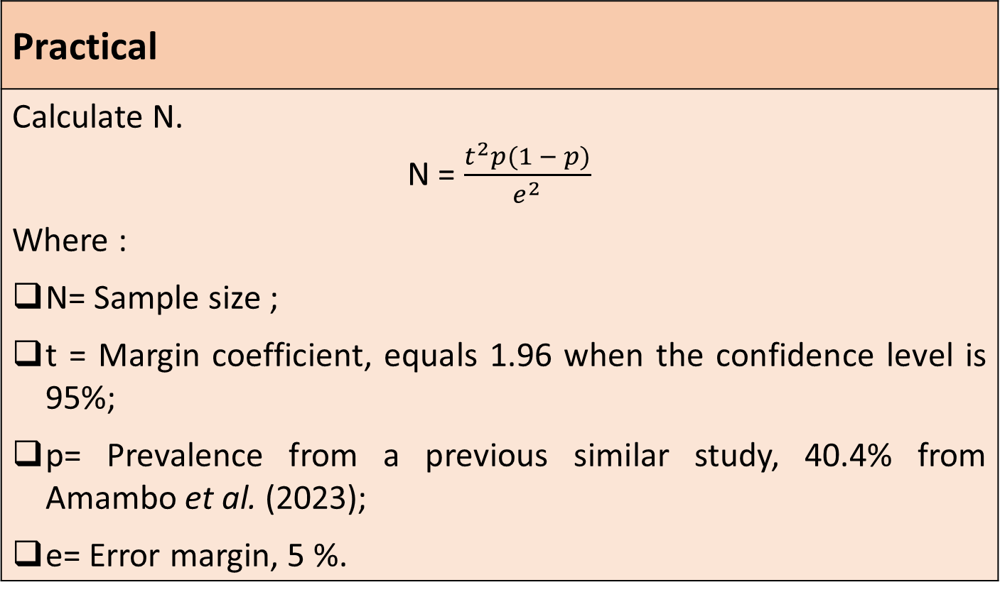 Practical
Calculate N.
N = \frac{t^2 p(1 − p)}{e^2}
Where :
❑N= Sample size ;
❑t = Margin coefficient, equals 1.96 when the confidence level is
95%;
❑p= Prevalence from a previous similar study, 40.4% from
Amambo et al. (2023);
❑e= Error margin, 5 %.